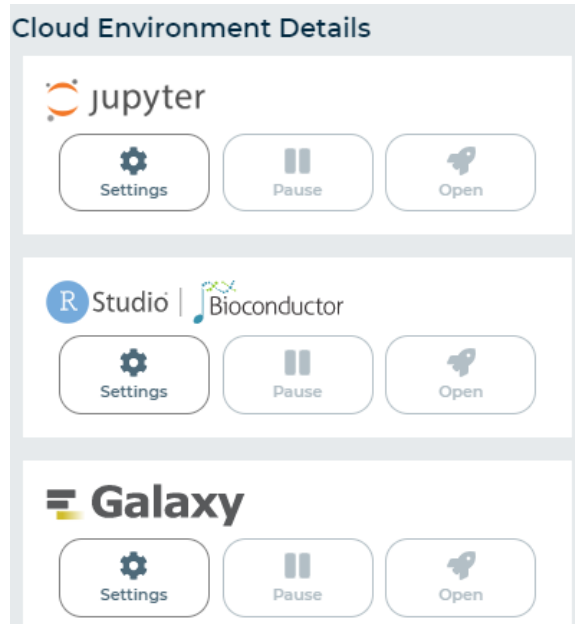 Cloud Environment Details
Jupyter
Settings Pause Open
R Studio | Bioconductor
Settings Pause Open
Galaxy
Settings Pause Open